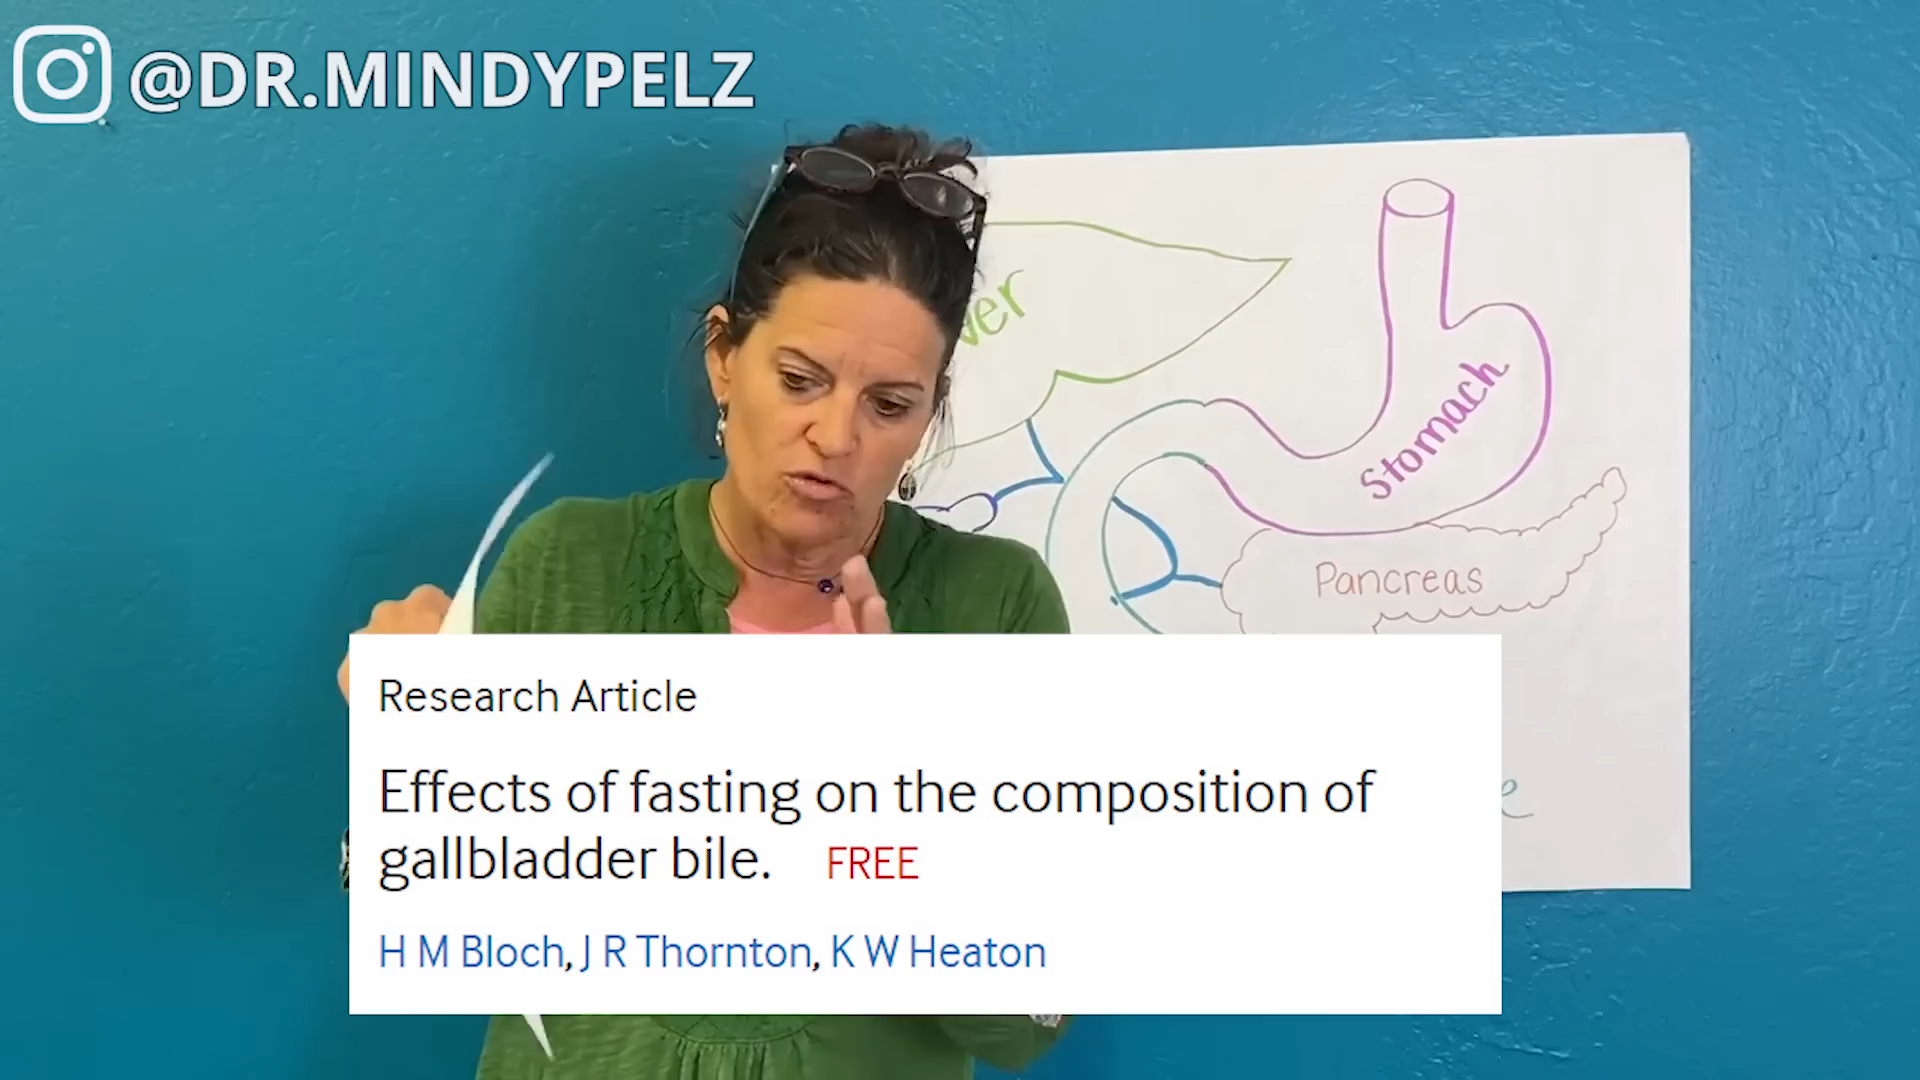 @DR.MINDYPELZ
Stomach
Pancreas
Research Article
Effects of fasting on the composition of
gallbladder bile. FREE
H M Bloch, J R Thornton, K W Heaton